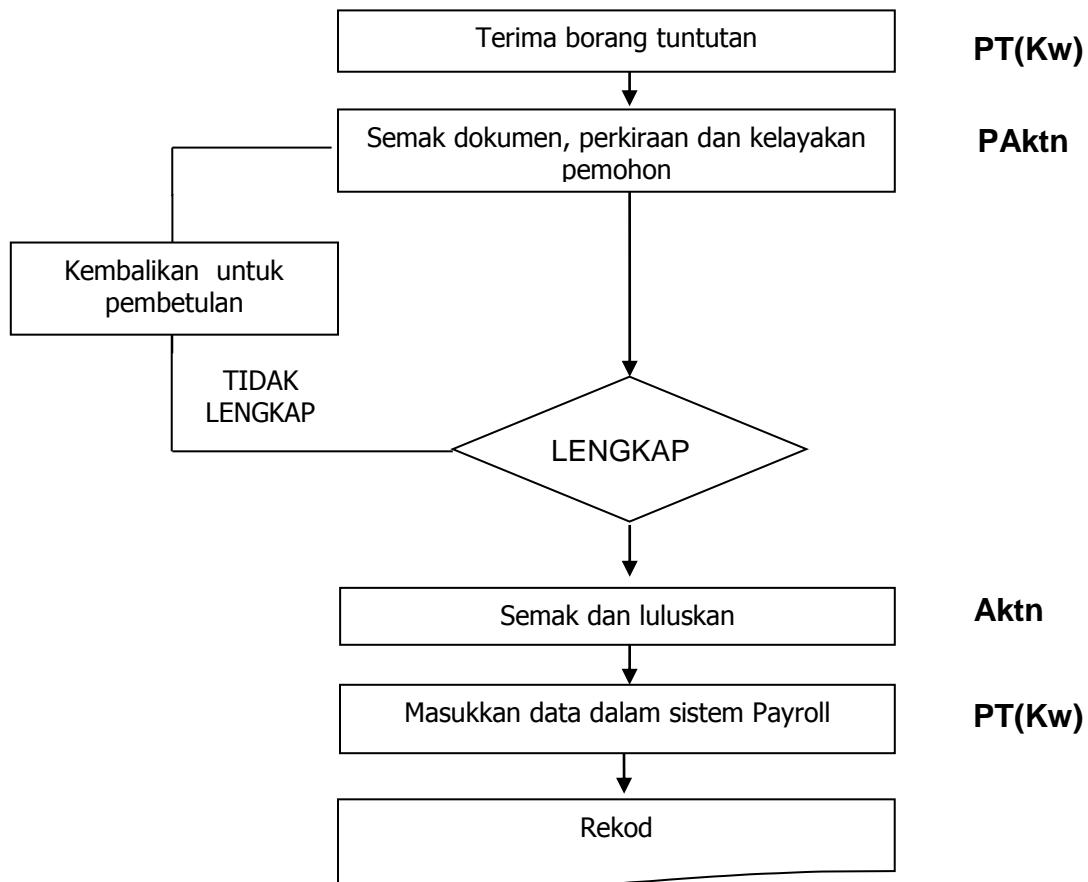 Terima borang tuntutan
PT(Kw)
Semak dokumen, perkiraan dan kelayakan
pemohon
PAktn
Kembalikan untuk
pembetulan
TIDAK
LENGKAP
LENGKAP
Semak dan luluskan
Aktn
Masukkan data dalam sistem Payroll
PT(Kw)
Rekod